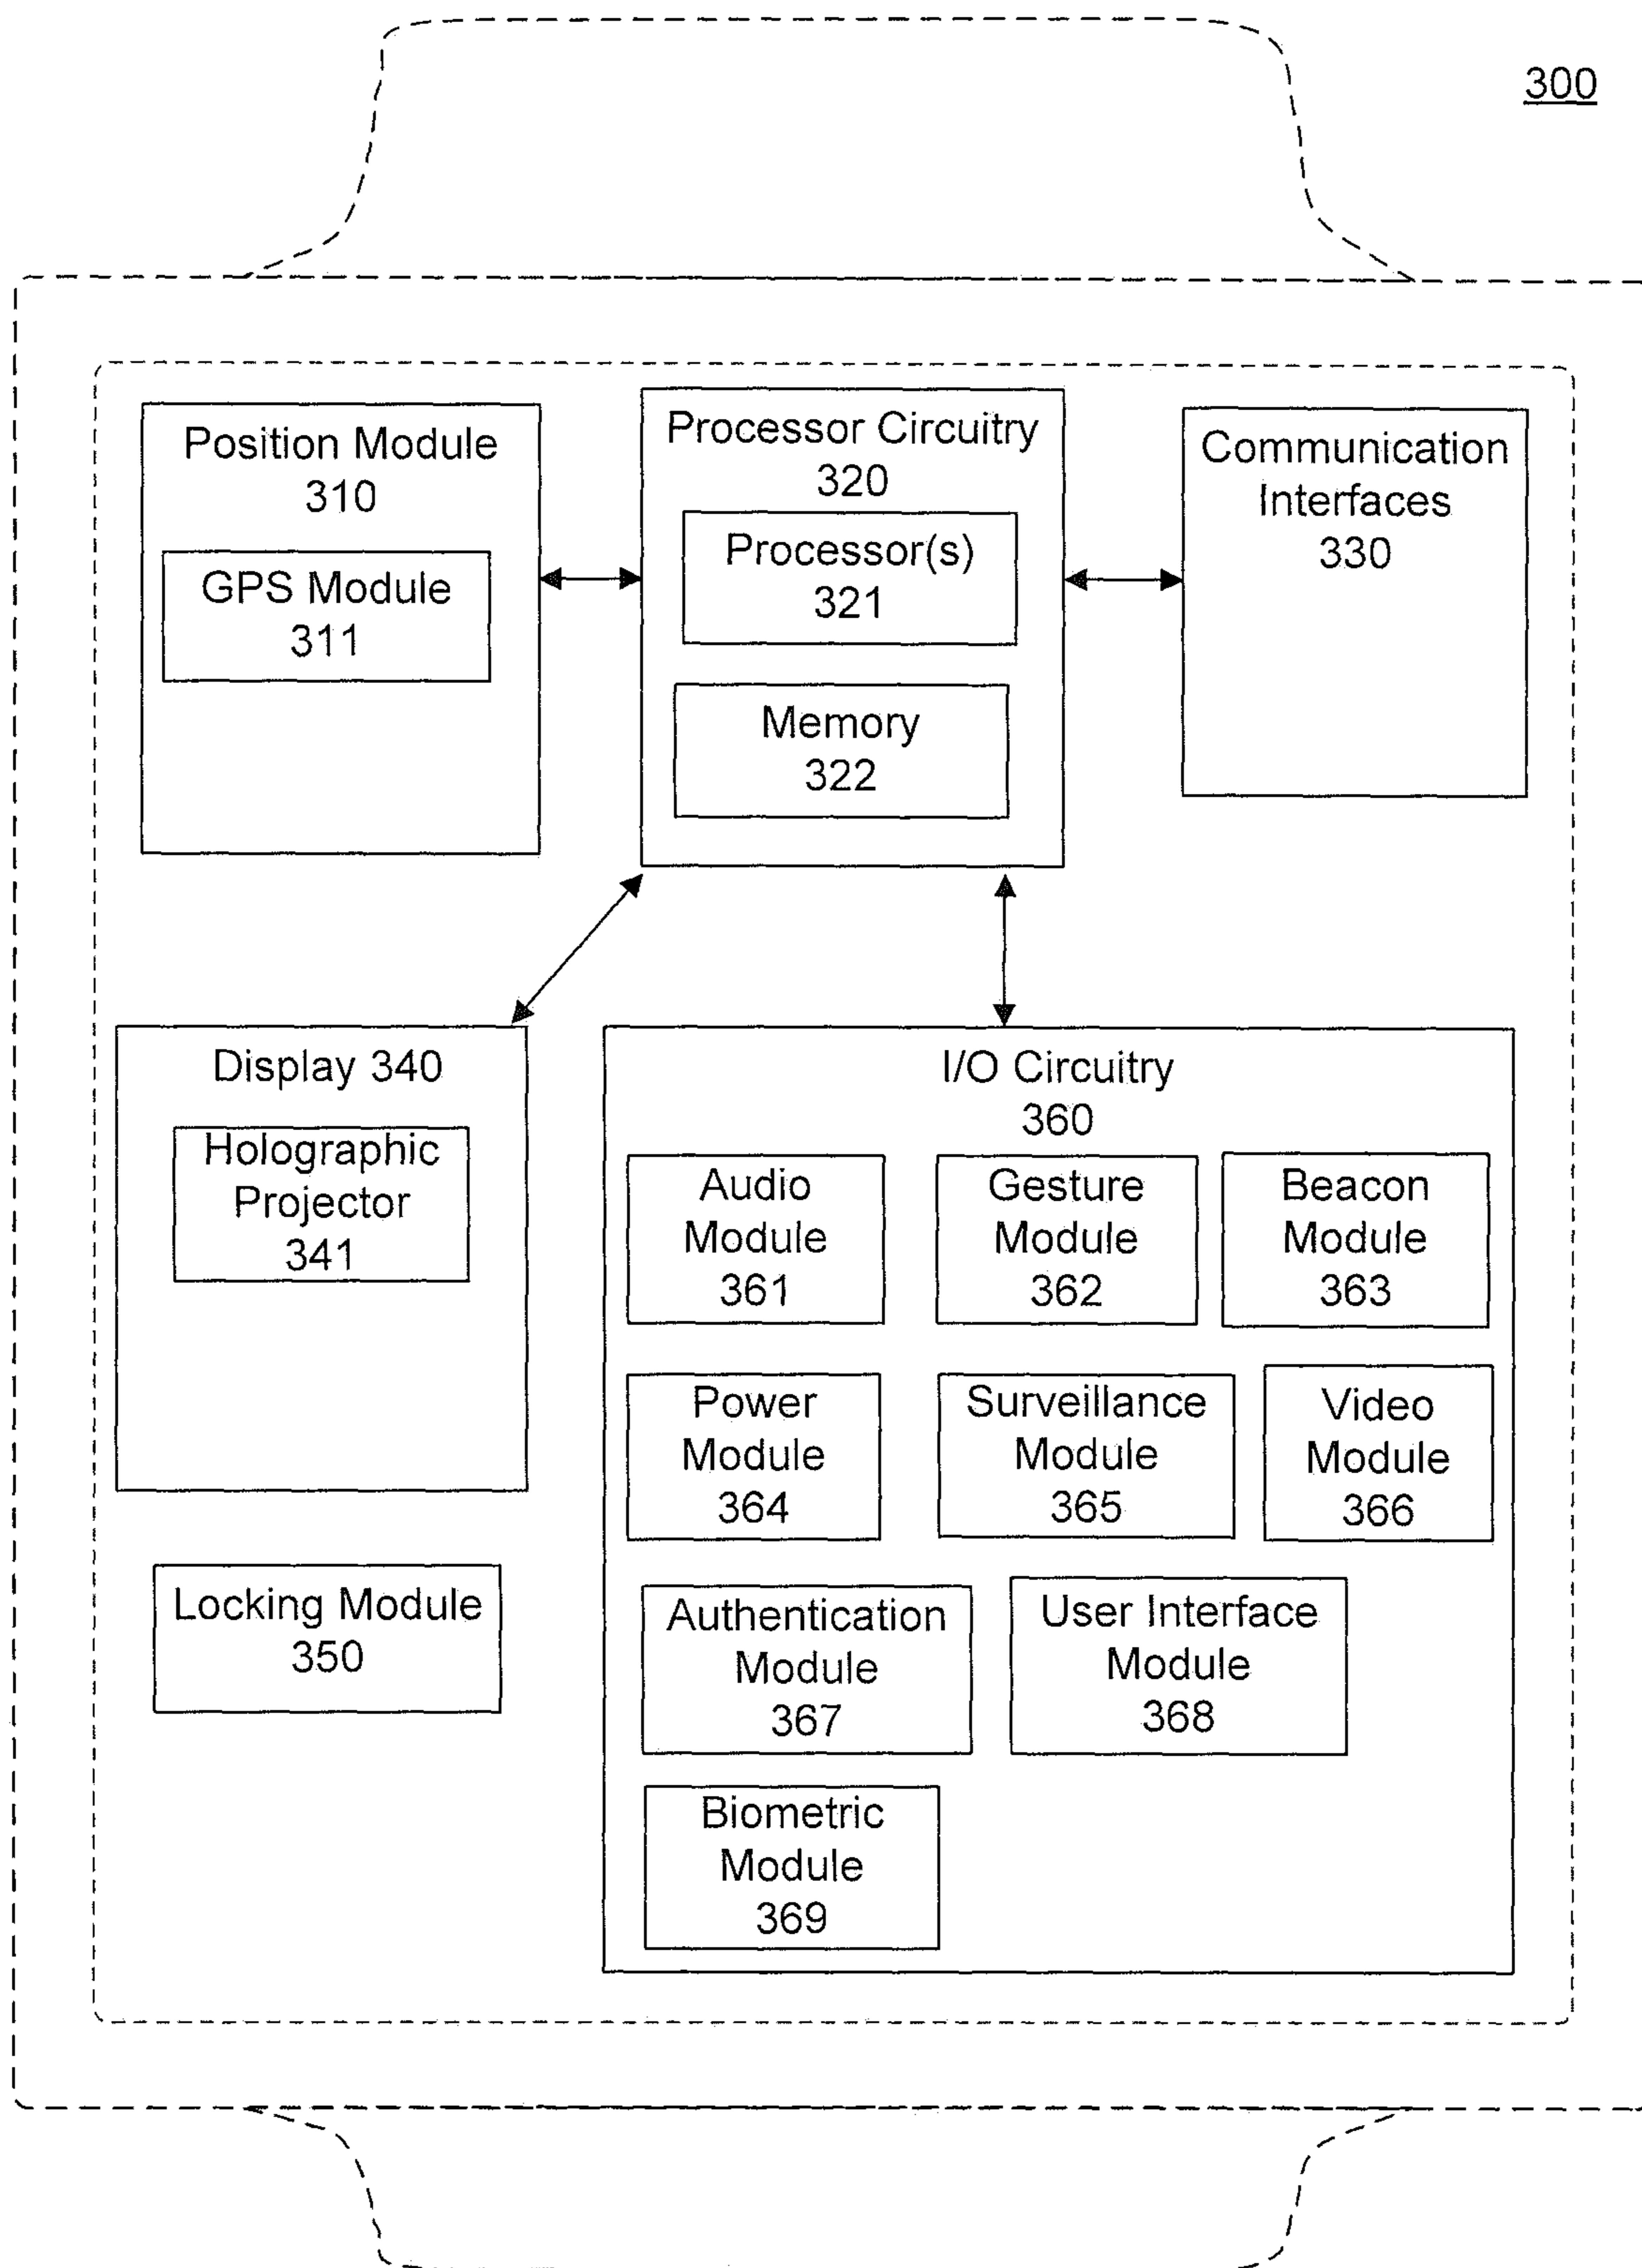 300
Position Module
310
GPS Module
311
Processor Circuitry
320
Processor(s)
321
Memory
322
Communication
Interfaces
330
Display 340
Holographic
Projector
341
Locking Module
350
I/O Circuitry
360
Audio
Module
361
Gesture
Module
362
Beacon
Module
363
Power
Module
364
Surveillance
Module
365
Video
Module
366
Authentication
Module
367
User Interface
Module
368
Biometric
Module
369